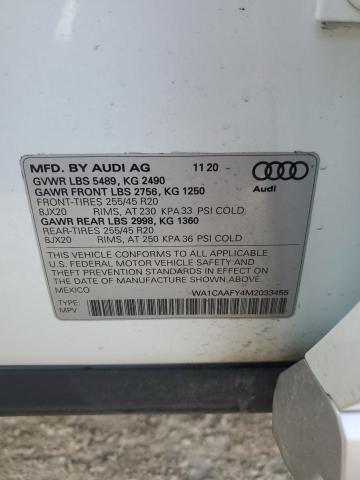 MFD. BY AUDI AG 11 20
GVWR LBS 5489, KG 2490
GAWR FRONT LBS 2756, KG 1250
FRONT-TIRES 255/45 R20
8JX20 RIMS, AT 230 KPA 33 PSI COLD
GAWR REAR LBS 2998, KG 1360
REAR-TIRES 255/45 R20
8JX20 RIMS, AT 250 KPA 36 PSI COLD
Audi
THIS VEHICLE CONFORMS TO ALL APPLICABLE
U.S. FEDERAL MOTOR VEHICLE SAFETY AND
THEFT PREVENTION STANDARDS IN EFFECT ON
THE DATE OF MANUFACTURE SHOWN ABOVE.
MEXICO
TYPE:
MPV
WA1CAAFY4M2033455